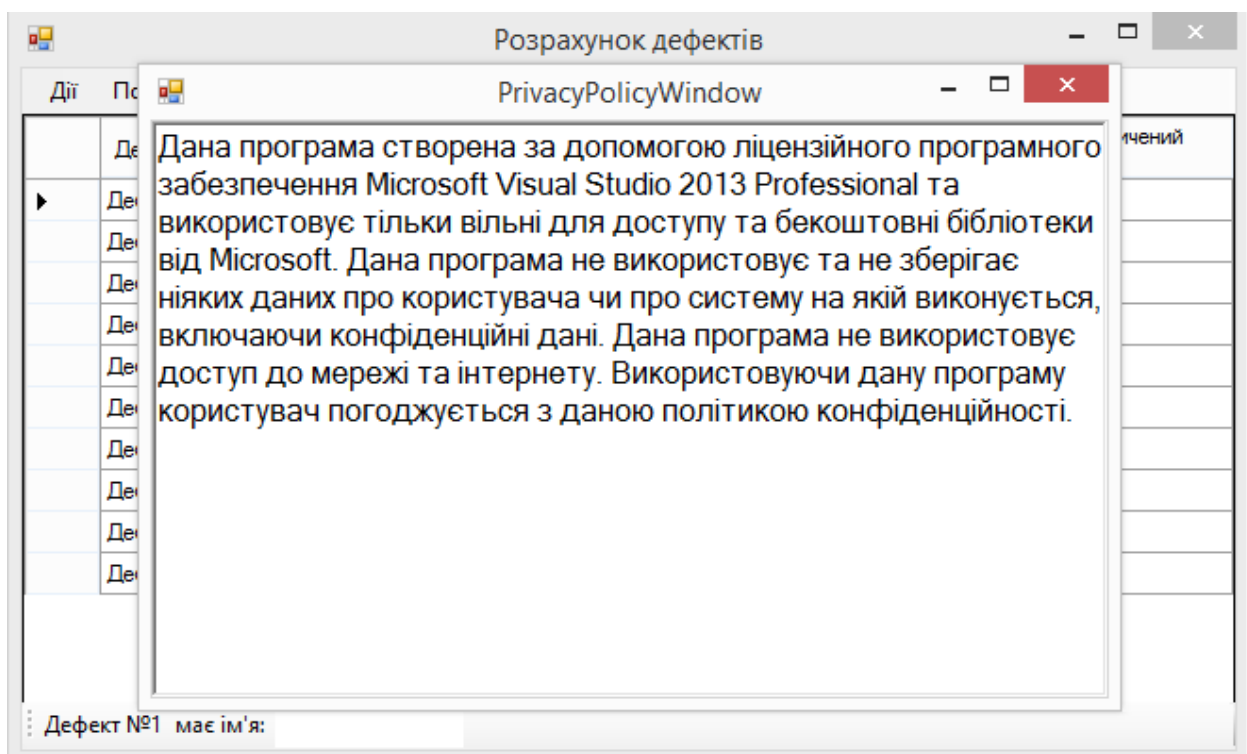 Розрахунок дефектів
Дії
PrivacyPolicyWindow
Дана програма створена за допомогою ліцензійного програмного
забезпечення Microsoft Visual Studio 2013 Professional та
використовує тільки вільні для доступу та бекоштовні бібліотеки
від Microsoft. Дана програма не використовує та не зберігає
ніяких даних про користувача чи про систему на якій виконується,
включаючи конфіденційні дані. Дана програма не використовує
доступ до мережі та інтернету. Використовуючи дану програму
користувач погоджується з даною політикою конфіденційності.
Дефект №1 має ім'я: